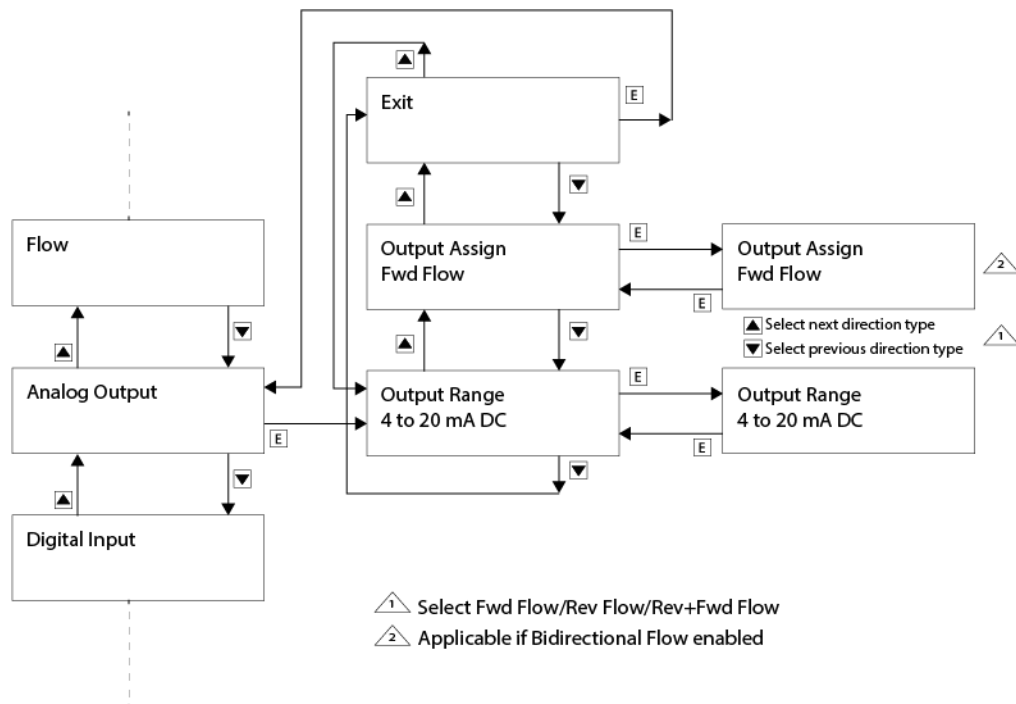 Exit
E
Flow
Output Assign
Fwd Flow
E
E
Output Assign
Fwd Flow
2
▲ Select next direction type
▼ Select previous direction type
1
Analog Output
E
Output Range
4 to 20 mA DC
E
E
Output Range
4 to 20 mA DC
Digital Input
1 Select Fwd Flow/Rev Flow/Rev+Fwd Flow
2 Applicable if Bidirectional Flow enabled